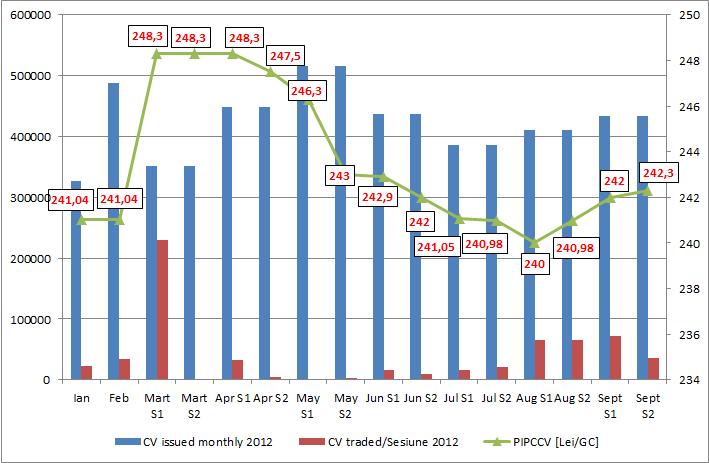 600000
500000
400000
300000
200000
100000
0
250
248
246
244
242
240
238
236
234
241,04
241,04
248,3
248,3
248,3
247,5
246,3
243
242,9
242
241,05
240,98
240
240,98
242
242,3
Ian
Feb
Mart S1
Mart S2
Apr S1
Apr S2
May S1
May S2
Jun S1
Jun S2
Jul S1
Jul S2
Aug S1
Aug S2
Sept S1
Sept S2
CV issued monthly 2012
CV traded/Sesiune 2012
PIPCCV [Lei/GC]